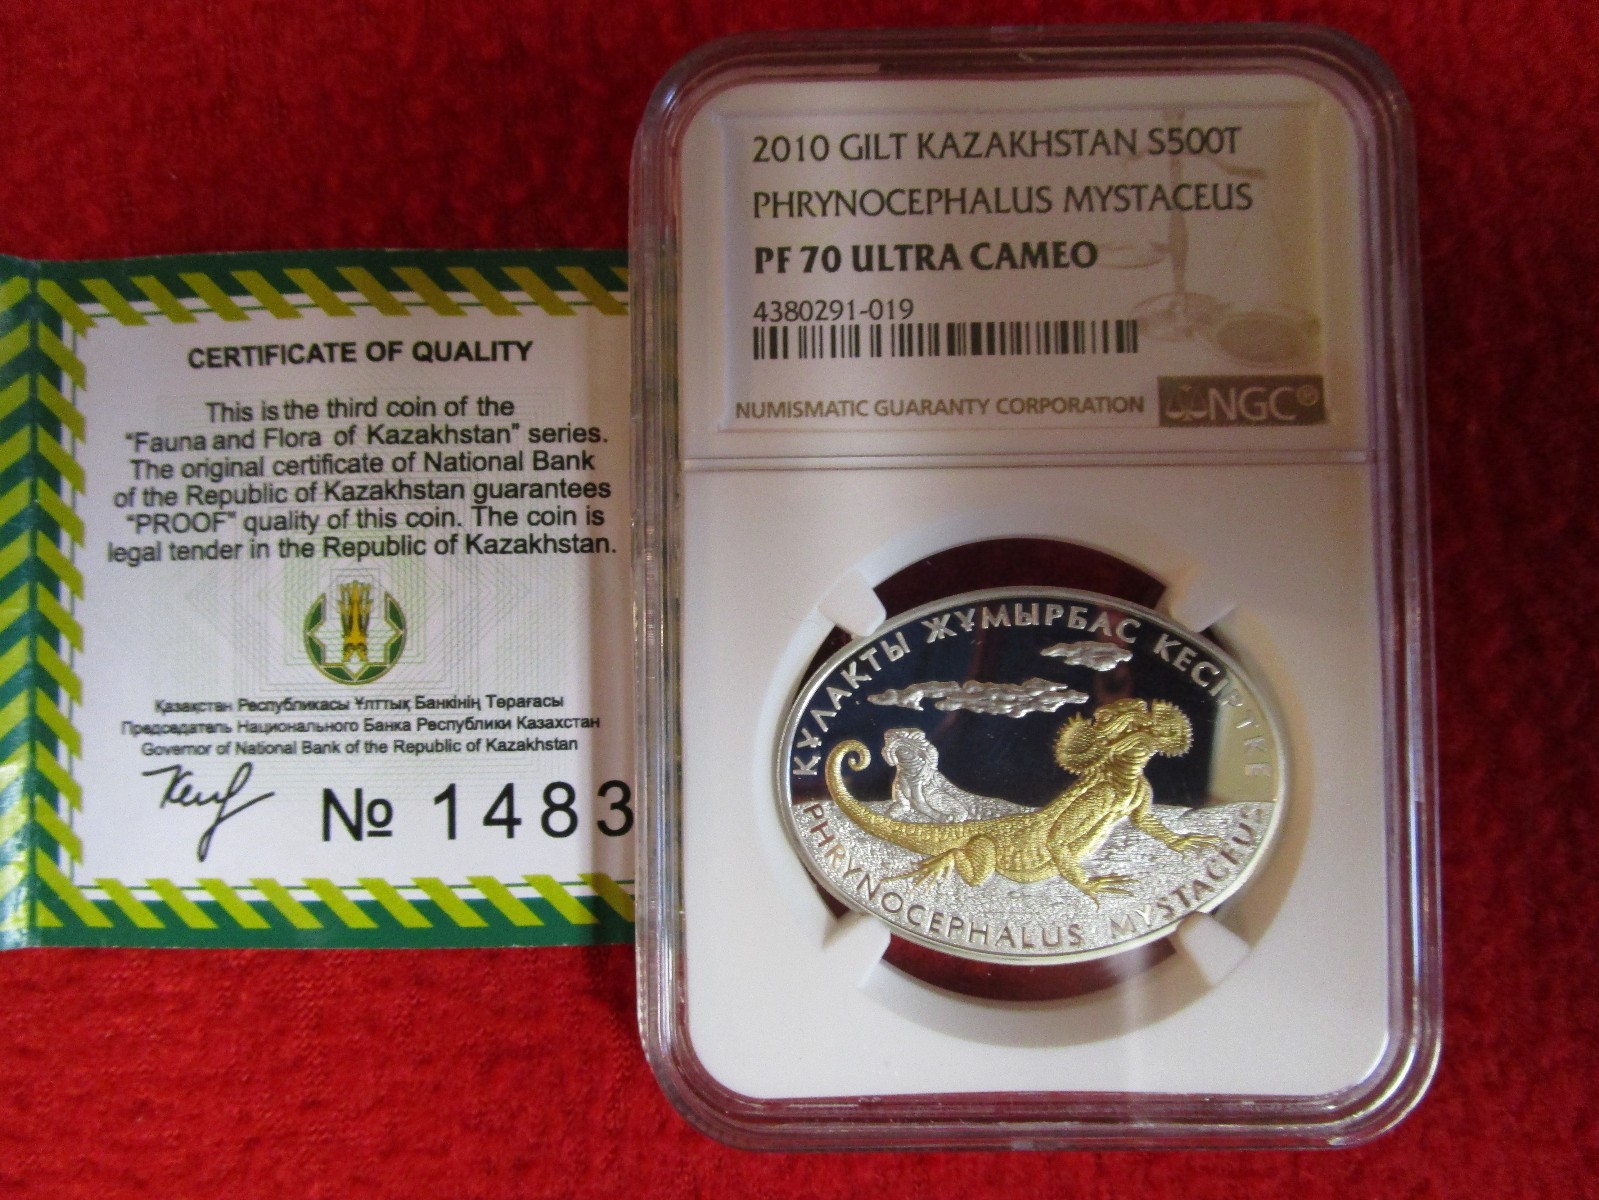 CERTIFICATE OF QUALITY
This is the third coin of the
"Fauna and Flora of Kazakhstan" series.
The original certificate of National Bank
of the Republic of Kazakhstan guarantees
"PROOF" quality of this coin. The coin is
legal tender in the Republic of Kazakhstan.
Қазақстан Республикасы Ұлттық Банкінің Төрағасы
Председатель Национального Банка Республики Казахстан
Governor of National Bank of the Republic of Kazakhstan
№ 1483
2010 GILT KAZAKHSTAN S500T
PHRYNOCEPHALUS MYSTACEUS
PF 70 ULTRA CAMEO
4380291-019
NUMISMATIC GUARANTY CORPORATION NGC®
ҚҰЛАҚТЫ ЖҰМЫРБАС КЕСІРТКЕ
PHRYNOCEPHALUS MYSTACEUS